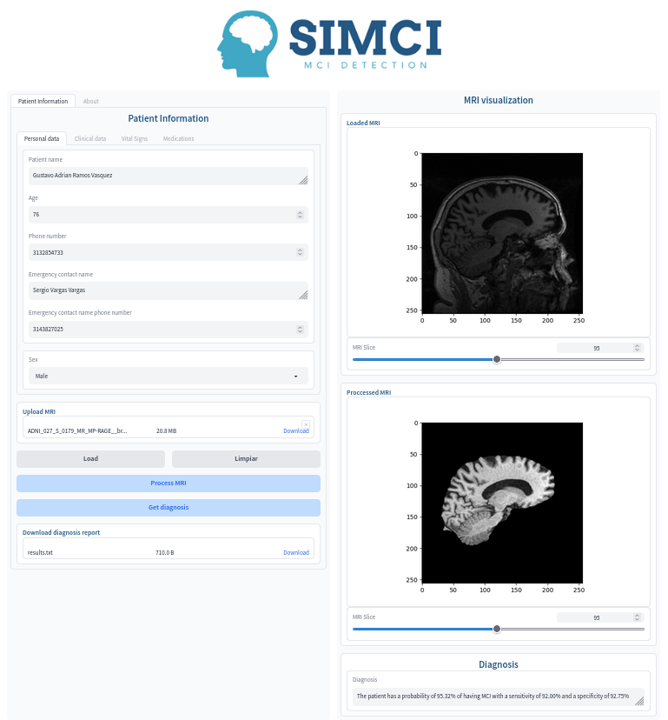 SIMCI
MCI DETECTION
Patient Information
About
Patient Information
Personal data
Clinical data
Vital Signs
Medications
Patient name
Gustavo Adrian Ramos Vasquez
Age
76
Phone number
3132854733
Emergency contact name
Sergio Vargas Vargas
Emergency contact name phone number
3143827025
Sex
Male
Upload MRI
ADNI_027_S_0179_MR_MP-RAGE__br...
20.8 MB
Download
Load
Limpiar
Process MRI
Get diagnosis
Download diagnosis report
results.txt
710.0 B
Download
MRI visualization
Loaded MRI
0
50
100
150
200
250
0 50 100 150 200 250
MRI Slice
95
Proccessed MRI
0
50
100
150
200
250
0 50 100 150 200 250
MRI Slice
95
Diagnosis
Diagnosis
The patient has a probability of 95.32% of having MCI with a sensitivity of 92.00% and a specificity of 92.75%